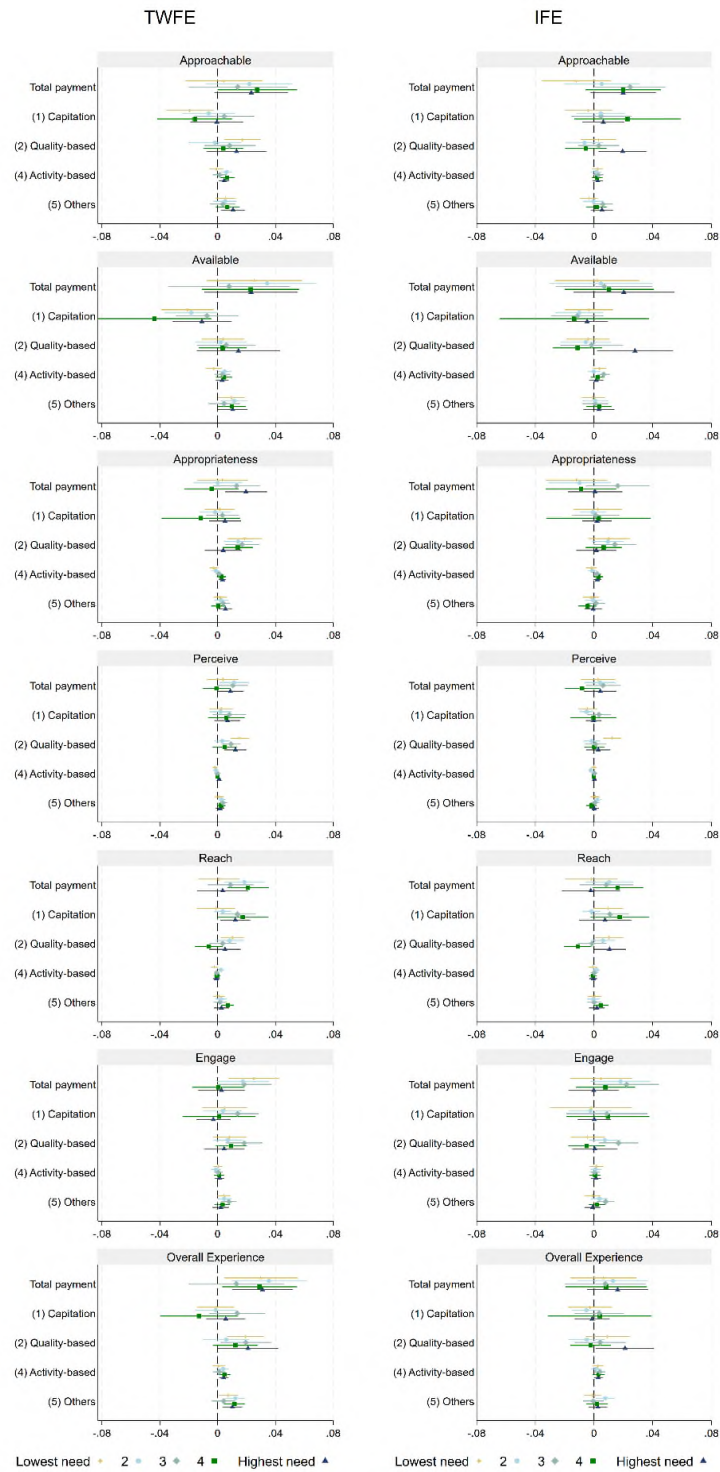 TWFE
IFE
Approachable
Total payment
(1) Capitation
(2) Quality-based
(4) Activity-based
(5) Others
-.08 -.04 0 .04 .08
Approachable
Total payment
(1) Capitation
(2) Quality-based
(4) Activity-based
(5) Others
-.08 -.04 0 .04 .08
Available
Total payment
(1) Capitation
(2) Quality-based
(4) Activity-based
(5) Others
-.08 -.04 0 .04 .08
Available
Total payment
(1) Capitation
(2) Quality-based
(4) Activity-based
(5) Others
-.08 -.04 0 .04 .08
Appropriateness
Total payment
(1) Capitation
(2) Quality-based
(4) Activity-based
(5) Others
-.08 -.04 0 .04 .08
Appropriateness
Total payment
(1) Capitation
(2) Quality-based
(4) Activity-based
(5) Others
-.08 -.04 0 .04 .08
Perceive
Total payment
(1) Capitation
(2) Quality-based
(4) Activity-based
(5) Others
-.08 -.04 0 .04 .08
Perceive
Total payment
(1) Capitation
(2) Quality-based
(4) Activity-based
(5) Others
-.08 -.04 0 .04 .08
Reach
Total payment
(1) Capitation
(2) Quality-based
(4) Activity-based
(5) Others
-.08 -.04 0 .04 .08
Reach
Total payment
(1) Capitation
(2) Quality-based
(4) Activity-based
(5) Others
-.08 -.04 0 .04 .08
Engage
Total payment
(1) Capitation
(2) Quality-based
(4) Activity-based
(5) Others
-.08 -.04 0 .04 .08
Engage
Total payment
(1) Capitation
(2) Quality-based
(4) Activity-based
(5) Others
-.08 -.04 0 .04 .08
Overall Experience
Total payment
(1) Capitation
(2) Quality-based
(4) Activity-based
(5) Others
-.08 -.04 0 .04 .08
Overall Experience
Total payment
(1) Capitation
(2) Quality-based
(4) Activity-based
(5) Others
-.08 -.04 0 .04 .08
Lowest need 2 3 4 Highest need
Lowest need 2 3 4 Highest need